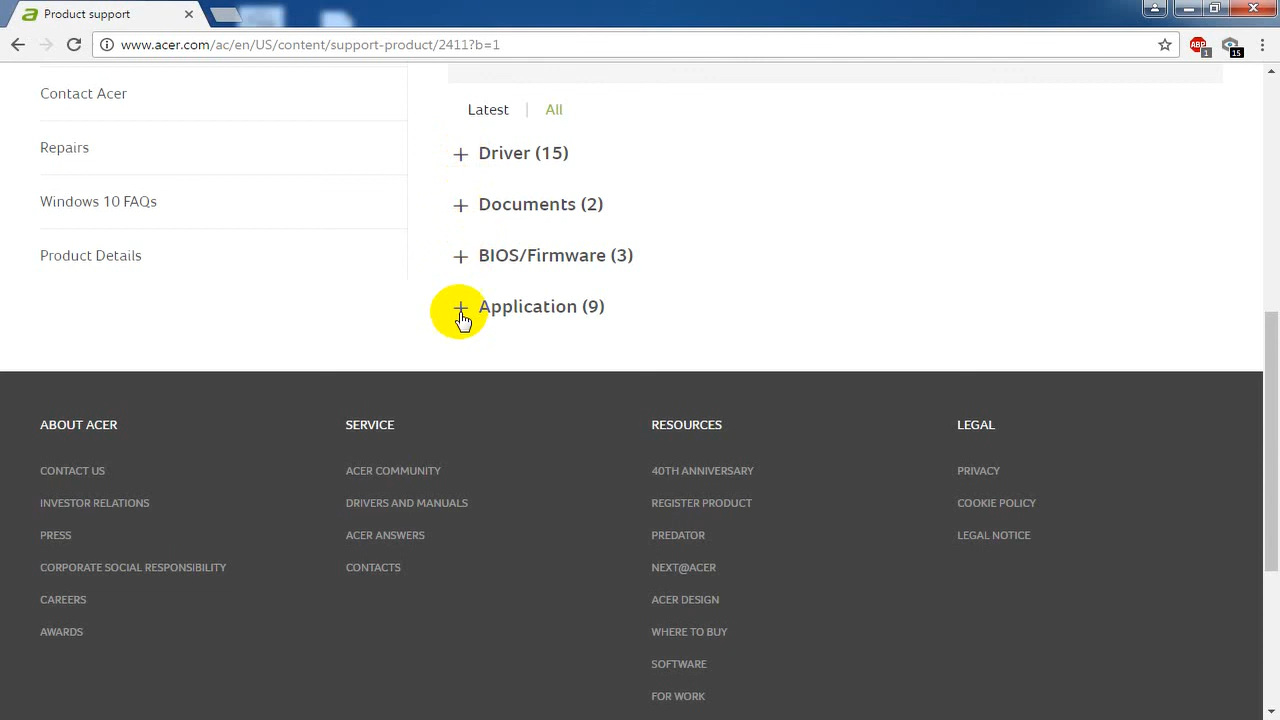 Product support
www.acer.com/ac/en/US/content/support-product/2411?b=1
ABP
1
15
Contact Acer
Repairs
Windows 10 FAQs
Product Details
Latest | All
Driver (15)
Documents (2)
BIOS/Firmware (3)
Application (9)
ABOUT ACER
CONTACT US
INVESTOR RELATIONS
PRESS
CORPORATE SOCIAL RESPONSIBILITY
CAREERS
AWARDS
SERVICE
ACER COMMUNITY
DRIVERS AND MANUALS
ACER ANSWERS
CONTACTS
RESOURCES
40TH ANNIVERSARY
REGISTER PRODUCT
PREDATOR
NEXT@ACER
ACER DESIGN
WHERE TO BUY
SOFTWARE
FOR WORK
LEGAL
PRIVACY
COOKIE POLICY
LEGAL NOTICE